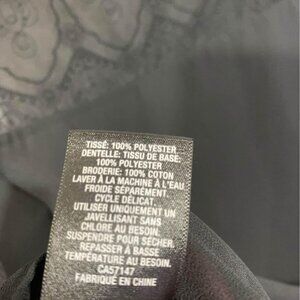 TISSÉ: 100% POLYESTER
DENTELLE: TISSU DE BASE:
100% POLYESTER
BRODERIE: 100% COTON
LAVER À LA MACHINE À L'EAU
FROIDE SÉPARÉMENT.
CYCLE DÉLICAT.
UTILISER UNIQUEMENT UN
JAVELLISANT SANS
CHLORE AU BESOIN.
SUSPENDRE POUR SÉCHER.
REPASSER À BASSE
TEMPÉRATURE AU BESOIN.
CA57147
FABRIQUÉ EN CHINE